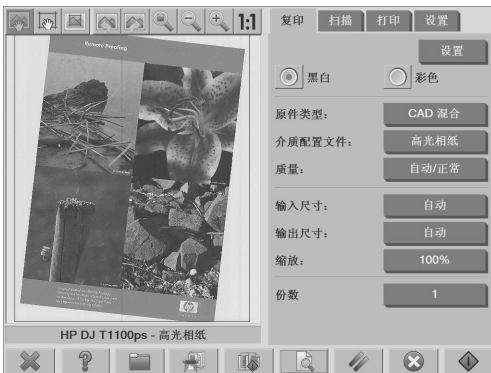 1:1
Remote Proofing
hp
HP DJ T1100ps - 高光相纸
复印 扫描 打印 设置
设置
黑白 彩色
原件类型： CAD 混合
介质配置文件： 高光相纸
质量： 自动/正常
输入尺寸： 自动
输出尺寸： 自动
缩放： 100%
份数 1